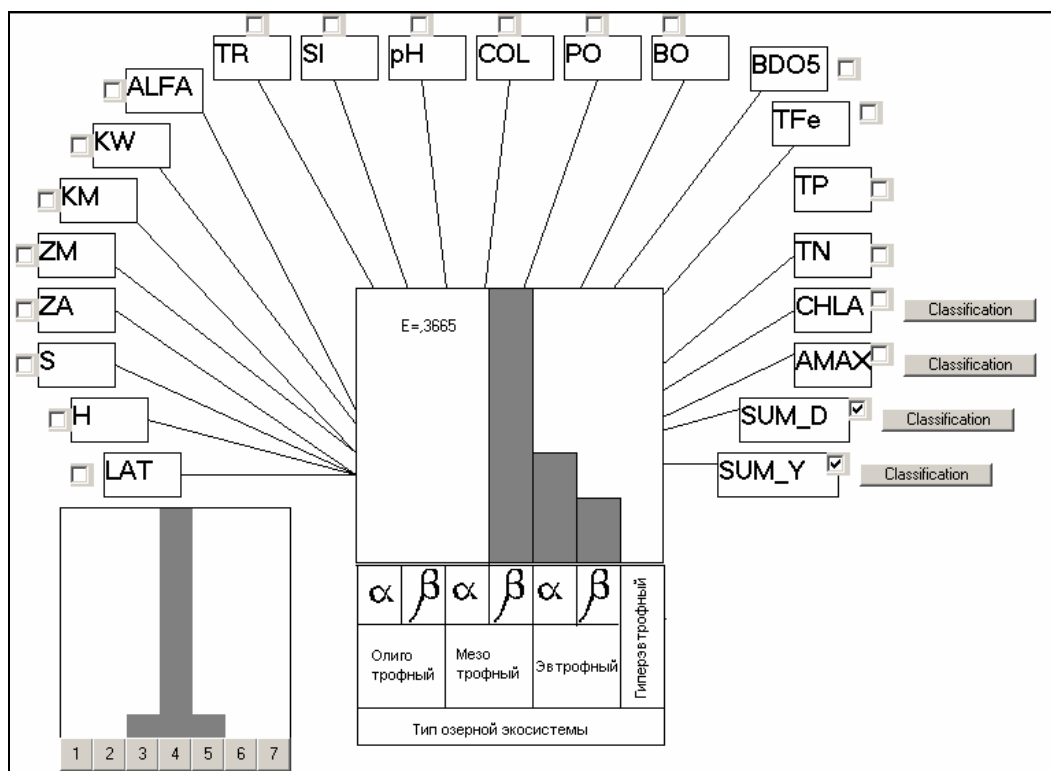 TR
SI
pH
COL
PO
BO
BDO5
ALFA
TFe
KW
TP
KM
ZM
TN
ZA
CHLA
Classification
E=,3665
S
AMAX
Classification
H
SUM_D
Classification
LAT
SUM_Y
Classification
α
β
α
β
α
β
Гиперэвтрофный
Олиго
трофный
Мезо
трофный
Эвтрофный
Тип озерной экосистемы
1 2 3 4 5 6 7